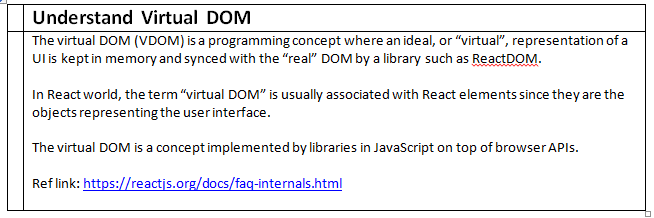 Understand Virtual DOM
The virtual DOM (VDOM) is a programming concept where an ideal, or “virtual”, representation of a
UI is kept in memory and synced with the “real” DOM by a library such as ReactDOM.
In React world, the term “virtual DOM” is usually associated with React elements since they are the
objects representing the user interface.
The virtual DOM is a concept implemented by libraries in JavaScript on top of browser APIs.
Ref link: https://reactjs.org/docs/faq-internals.html